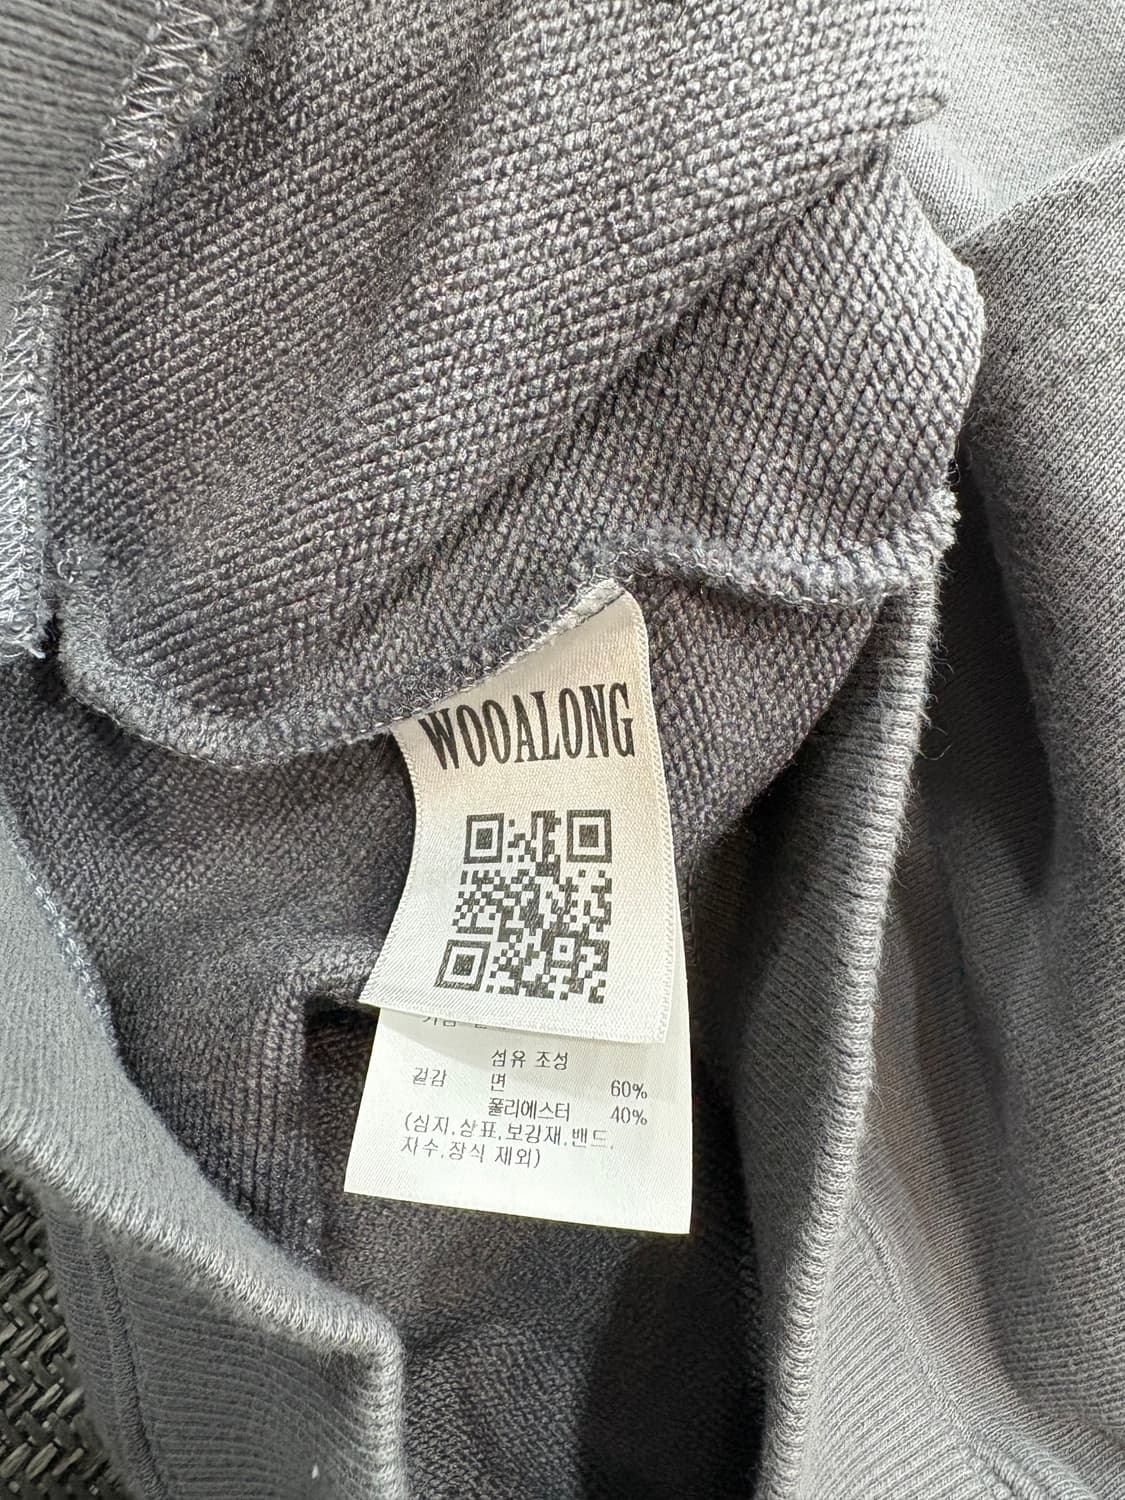 WOOALONG
섬유 조성
겉감 면 60%
폴리에스터 40%
(심지,상표,보강재,밴드,
자수,장식 제외)